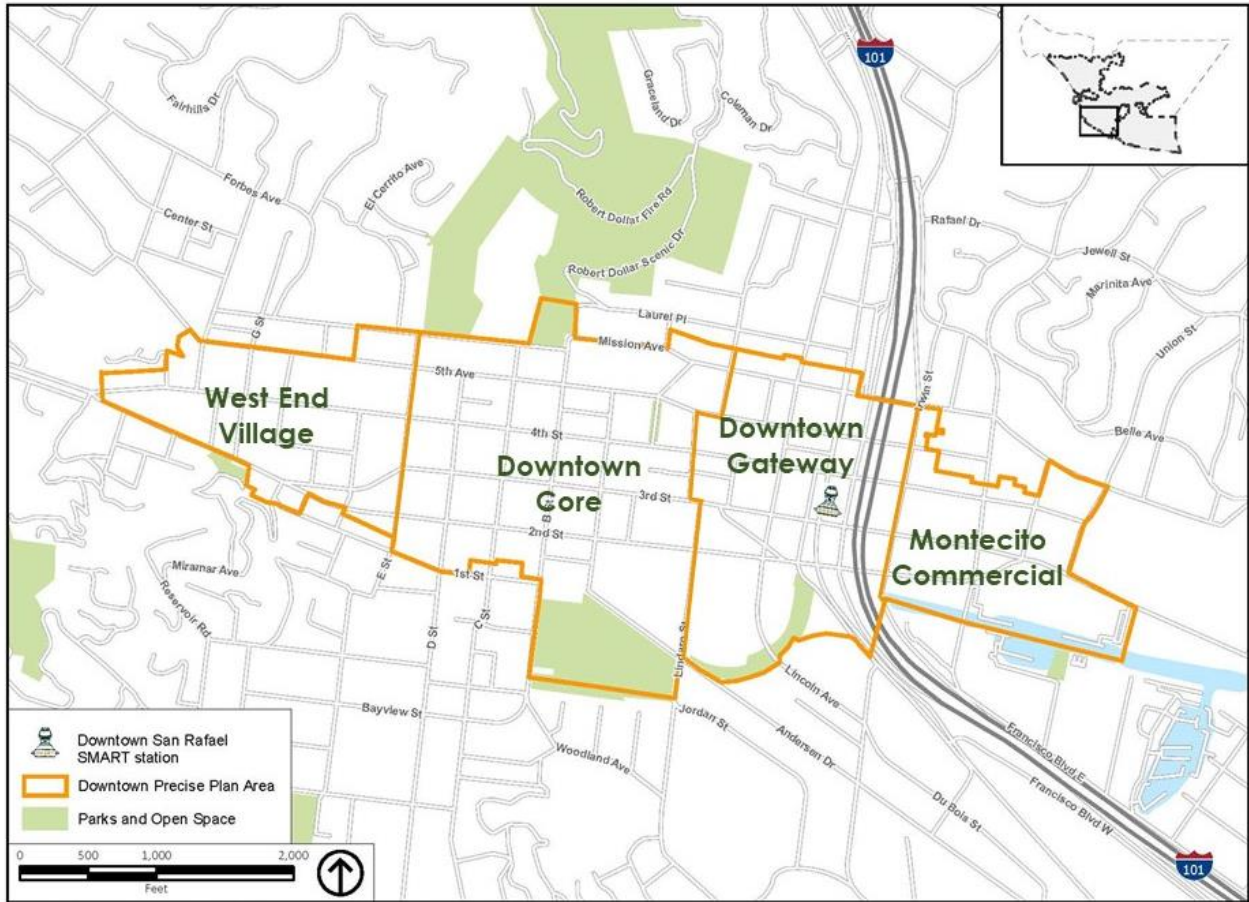 101
Fairhills Dr
Graceland Dr
Coleman Dr
Forbes Ave
El Cerrito Ave
Center St
Robert Dollar Fire Rd
Rafael Dr
Jewell St
Marinita Ave
Robert Dollar Scenic Dr
Union St
Laurel Pl
G St
Mission Ave
5th Ave
Irwin St
West End
Village
4th St
Downtown
Gateway
Belle Ave
Downtown
Core
3rd St
B St
2nd St
Montecito
Commercial
Miramar Ave
Reservoir Rd
E St
1st St
D St
C St
Lindaro St
Lincoln Ave
Bayview St
Jordan St
Andersen Dr
Woodland Ave
Francisco Blvd E
Francisco Blvd W
Du Bois St
101
Downtown San Rafael
SMART station
Downtown Precise Plan Area
Parks and Open Space
0 500 1,000 2,000
Feet